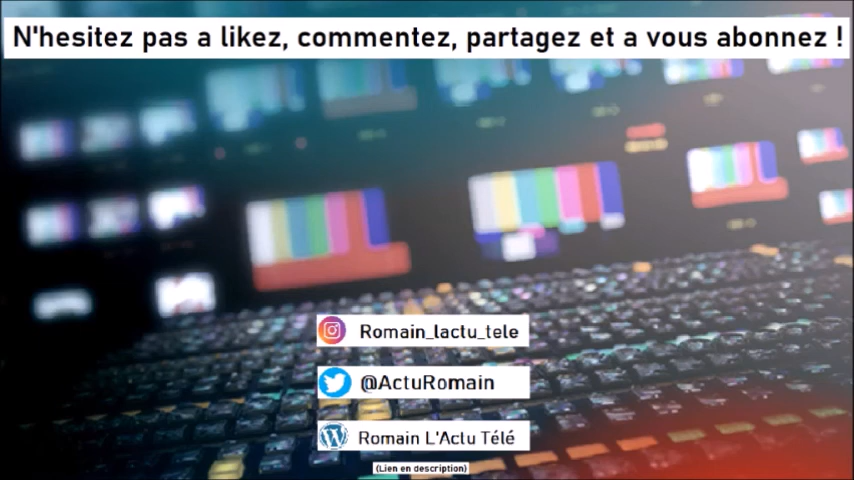 N'hesitez pas a likez, commentez, partagez et a vous abonnez !
Romain_lactu_tele
@ActuRomain
Romain L'Actu Télé
(Lien en description)